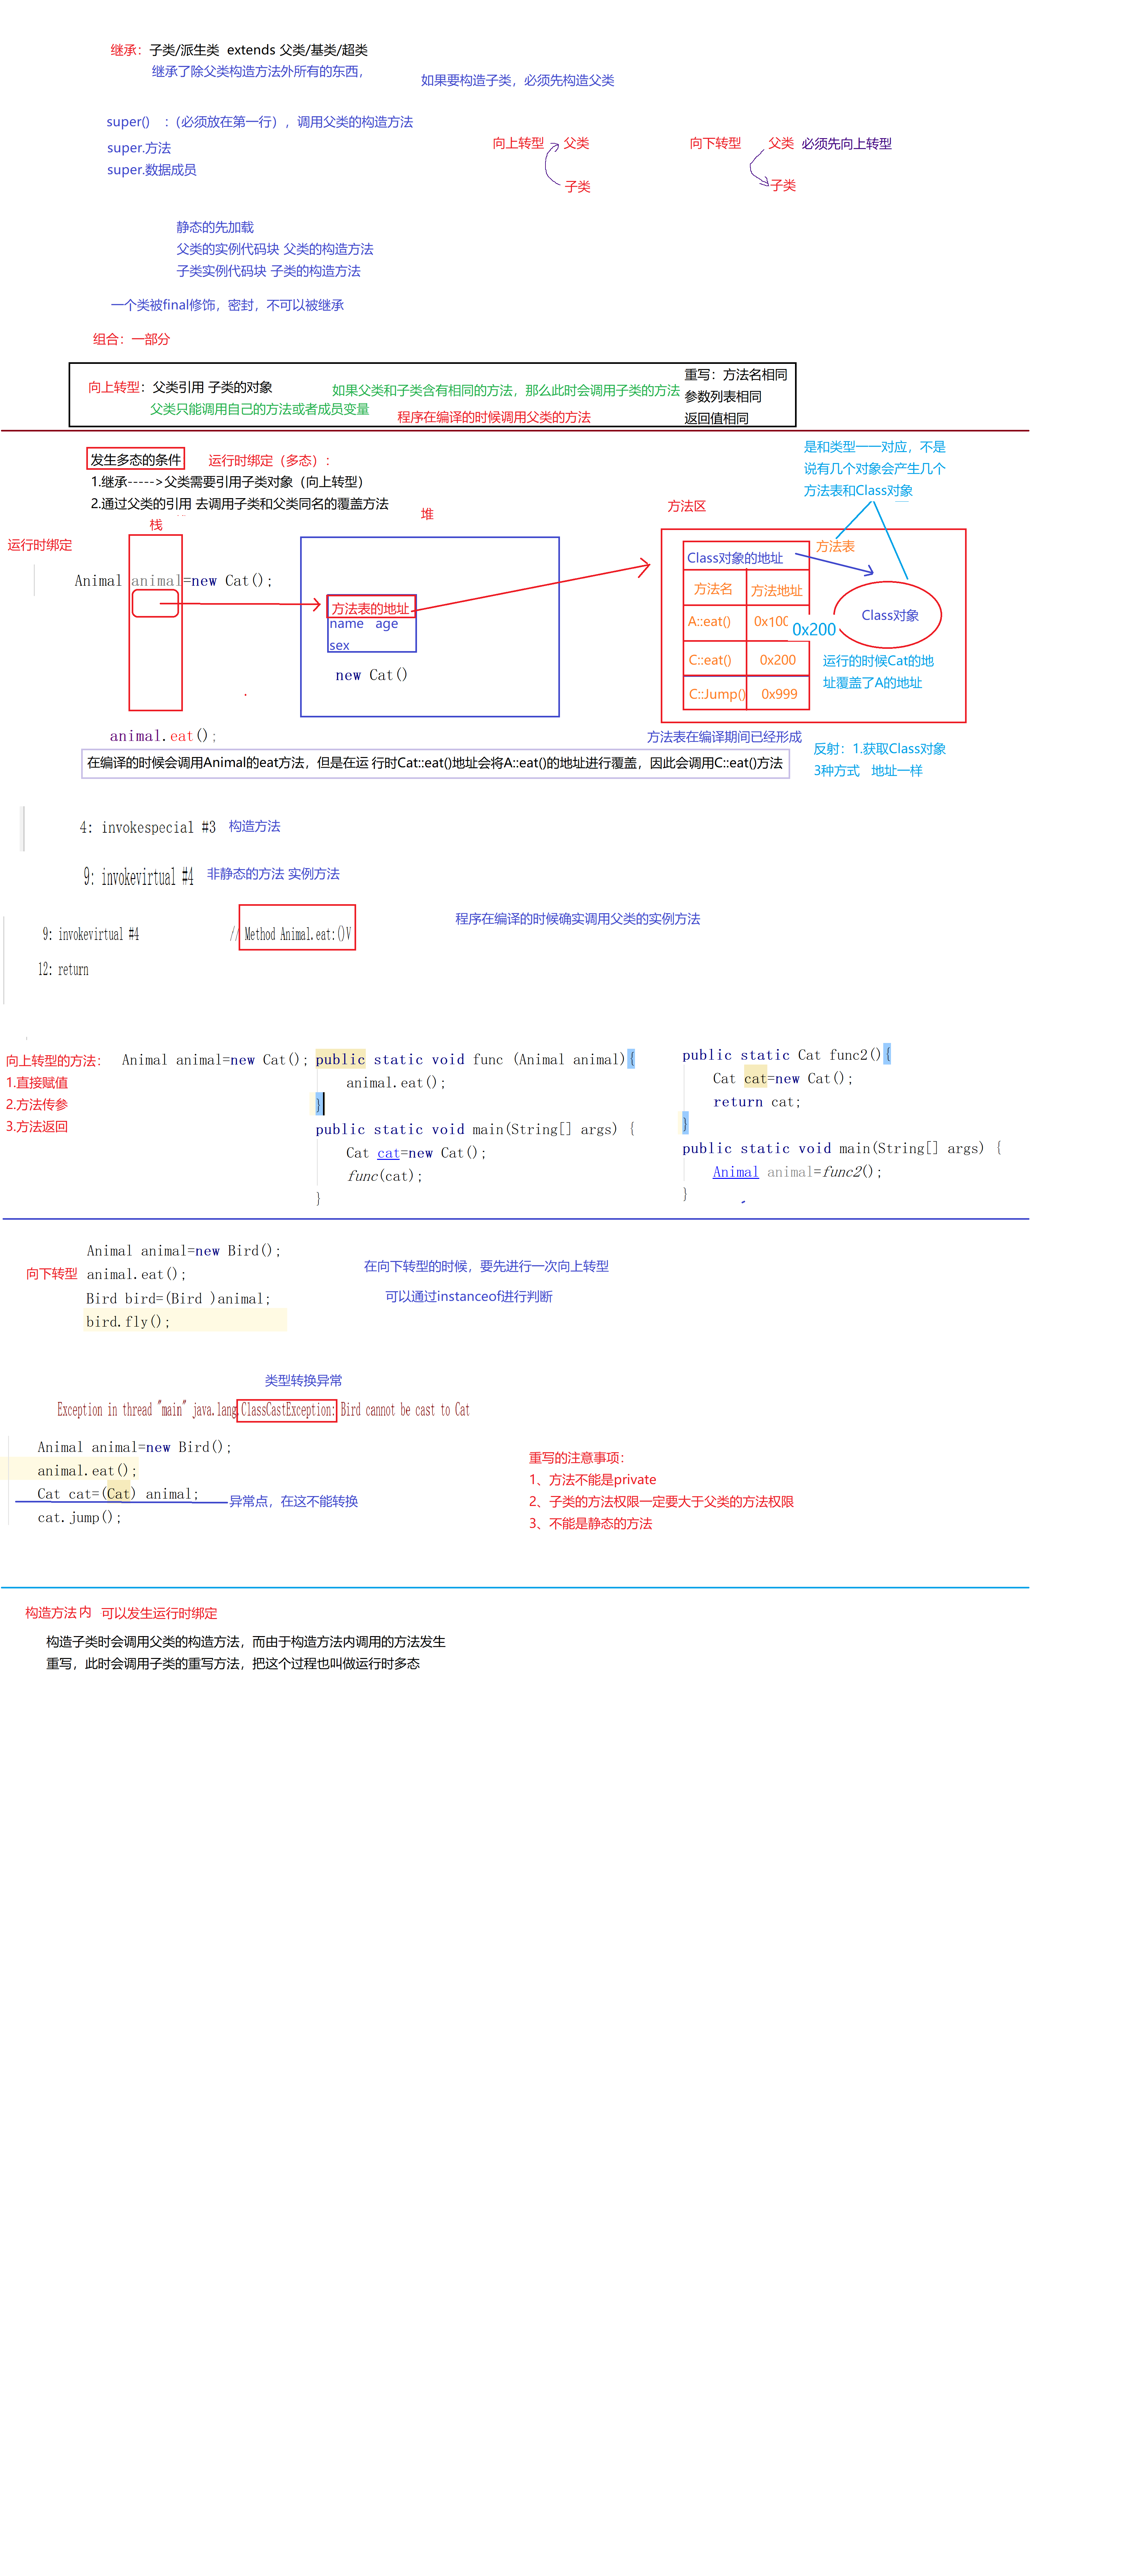 继承：子类/派生类 extends 父类/基类/超类
继承了除父类构造方法外所有的东西，
如果要构造子类，必须先构造父类
super() ：（必须放在第一行），调用父类的构造方法
super.方法
super.数据成员
向上转型 父类
子类
向下转型 父类 必须先向上转型
子类
静态的先加载
父类的实例代码块 父类的构造方法
子类实例代码块 子类的构造方法
一个类被final修饰，密封，不可以被继承
组合：一部分
向上转型：父类引用 子类的对象
父类只能调用自己的方法或者成员变量
如果父类和子类含有相同的方法，那么此时会调用子类的方法
程序在编译的时候调用父类的方法
重写：方法名相同
参数列表相同
返回值相同
发生多态的条件
运行时绑定（多态）：
1.继承----->父类需要引用子类对象（向上转型）
2.通过父类的引用 去调用子类和父类同名的覆盖方法
是和类型一一对应，不是
说有几个对象会产生几个
方法表和Class对象
栈
堆
方法区
运行时绑定
Animal animal=new Cat();
方法表的地址
name age
sex
new Cat()
Class对象的地址
方法表
方法名 方法地址
A::eat() 0x100
0x200
C::eat() 0x200
C::Jump() 0x999
Class对象
运行的时候Cat的地
址覆盖了A的地址
animal.eat();
方法表在编译期间已经形成
反射：1.获取Class对象
3种方式 地址一样
在编译的时候会调用Animal的eat方法，但是在运 行时Cat::eat()地址会将A::eat()的地址进行覆盖，因此会调用C::eat()方法
4: invokespecial #3 构造方法
9: invokevirtual #4 非静态的方法 实例方法
9: invokevirtual #4 // Method Animal.eat:()V
程序在编译的时候确实调用父类的实例方法
12: return
向上转型的方法：
1.直接赋值
2.方法传参
3.方法返回
Animal animal=new Cat();
public static void func (Animal animal){
animal.eat();
}
public static void main(String[] args) {
Cat cat=new Cat();
func(cat);
}
public static Cat func2(){
Cat cat=new Cat();
return cat;
}
public static void main(String[] args) {
Animal animal=func2();
}
向下转型
Animal animal=new Bird();
animal.eat();
Bird bird=(Bird )animal;
bird.fly();
在向下转型的时候，要先进行一次向上转型
可以通过instanceof进行判断
类型转换异常
Exception in thread "main" java.lang.ClassCastException: Bird cannot be cast to Cat
Animal animal=new Bird();
animal.eat();
Cat cat=(Cat) animal;
异常点，在这不能转换
cat.jump();
重写的注意事项：
1、方法不能是private
2、子类的方法权限一定要大于父类的方法权限
3、不能是静态的方法
构造方法内 可以发生运行时绑定
构造子类时会调用父类的构造方法，而由于构造方法内调用的方法发生
重写，此时会调用子类的重写方法，把这个过程也叫做运行时多态